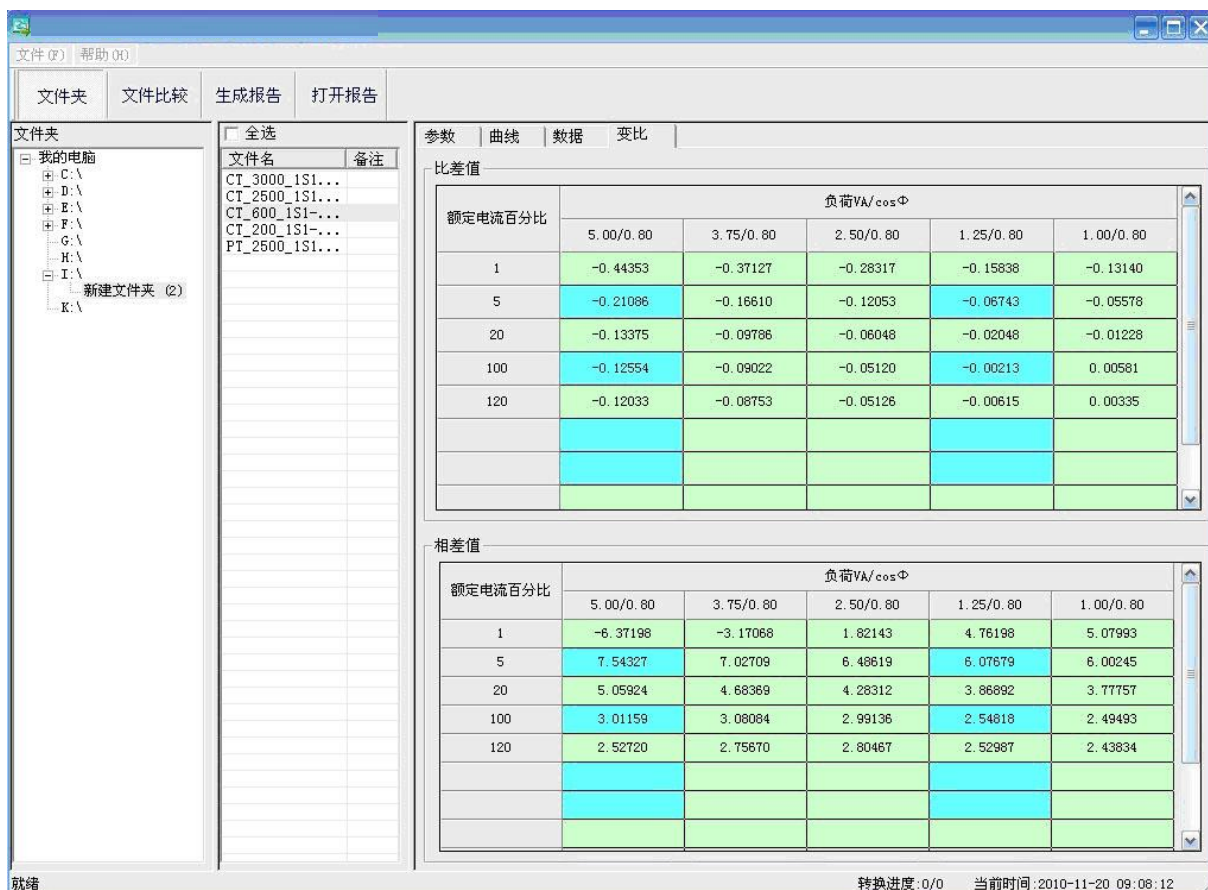 文件(F) 帮助(H)
文件夹 文件比较 生成报告 打开报告
文件夹
我的电脑
C:\
D:\
E:\
F:\
G:\
H:\
I:\
新建文件夹 (2)
K:\
全选
文件名 备注
CT_3000_1S1...
CT_2500_1S1...
CT_600_1S1-...
CT_200_1S1-...
PT_2500_1S1...
参数 曲线 数据 变比
比差值
额定电流百分比 负荷VA/cosΦ
5.00/0.80 3.75/0.80 2.50/0.80 1.25/0.80 1.00/0.80
1 -0.44353 -0.37127 -0.28317 -0.15838 -0.13140
5 -0.21086 -0.16610 -0.12053 -0.06743 -0.05578
20 -0.13375 -0.09786 -0.06048 -0.02048 -0.01228
100 -0.12554 -0.09022 -0.05120 -0.00213 0.00581
120 -0.12033 -0.08753 -0.05126 -0.00615 0.00335
相差值
额定电流百分比 负荷VA/cosΦ
5.00/0.80 3.75/0.80 2.50/0.80 1.25/0.80 1.00/0.80
1 -6.37198 -3.17068 1.82143 4.76198 5.07993
5 7.54327 7.02709 6.48619 6.07679 6.00245
20 5.05924 4.68369 4.28312 3.86892 3.77757
100 3.01159 3.08084 2.99136 2.54818 2.49493
120 2.52720 2.75670 2.80467 2.52987 2.43834
就绪 转换进度:0/0 当前时间:2010-11-20 09:08:12